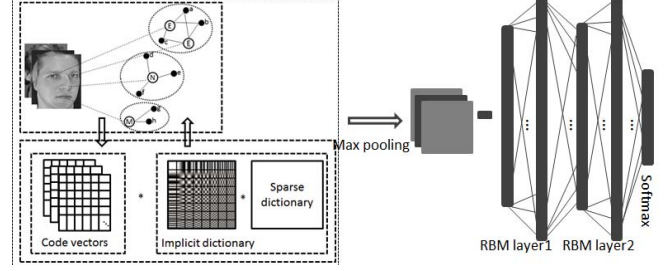 a
E
b
c
E
d
N
e
f
g
M
h
Max pooling
*
*
Sparse
dictionary
Code vectors
Implicit dictionary
RBM layer1
RBM layer2
Softmax